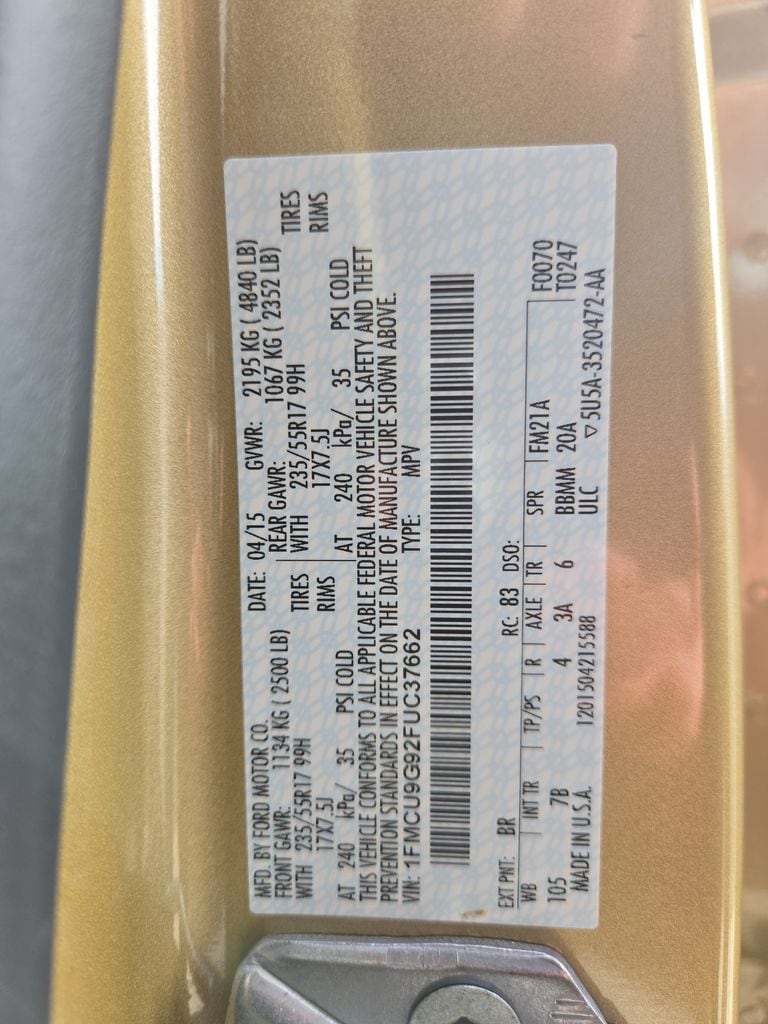 MFD. BY FORD MOTOR CO.
DATE: 04/15 GVWR: 2195 KG ( 4840 LB)
FRONT GAWR: 1134 KG ( 2500 LB) REAR GAWR: 1067 KG ( 2352 LB)
WITH 235/55R17 99H TIRES WITH 235/55R17 99H TIRES
17X7.5J RIMS 17X7.5J RIMS
AT 240 kPa/ 35 PSI COLD AT 240 kPa/ 35 PSI COLD
THIS VEHICLE CONFORMS TO ALL APPLICABLE FEDERAL MOTOR VEHICLE SAFETY AND THEFT
PREVENTION STANDARDS IN EFFECT ON THE DATE OF MANUFACTURE SHOWN ABOVE.
VIN: 1FMCU9G92FUC37662 TYPE: MPV
EXT PNT: BR RC: 83 DSO:
WB INT TR TP/PS R AXLE TR SPR FM21A F0070
105 7B 4 3A 6 BBMM 20A T0247
MADE IN U.S.A. 1201504215588 ULC ▽5U5A-3520472-AA